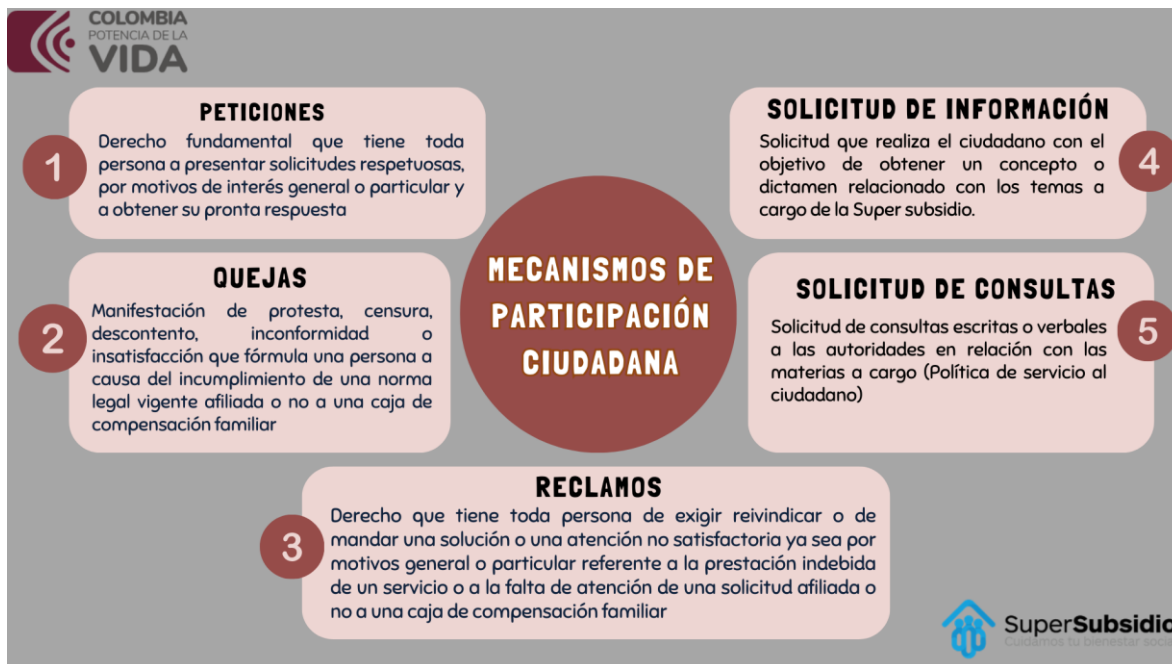 COLOMBIA
POTENCIA DE LA
VIDA
PETICIONES
1
Derecho fundamental que tiene toda
persona a presentar solicitudes respetuosas,
por motivos de interés general o particular y
a obtener su pronta respuesta
QUEJAS
2
Manifestación de protesta, censura,
descontento, inconformidad o
insatisfacción que fórmula una persona a
causa del incumplimiento de una norma
legal vigente afiliada o no a una caja de
compensación familiar
MECANISMOS DE
PARTICIPACIÓN
CIUDADANA
RECLAMOS
3
Derecho que tiene toda persona de exigir reivindicar o de
mandar una solución o una atención no satisfactoria ya sea por
motivos general o particular referente a la prestación indebida
de un servicio o a la falta de atención de una solicitud afiliada o
no a una caja de compensación familiar
SOLICITUD DE INFORMACIÓN
4
Solicitud que realiza el ciudadano con el
objetivo de obtener un concepto o
dictamen relacionado con los temas a
cargo de la Super subsidio.
SOLICITUD DE CONSULTAS
5
Solicitud de consultas escritas o verbales
a las autoridades en relación con las
materias a cargo (Política de servicio al
ciudadano)
SuperSubsidio
Cuidamos tu bienestar social